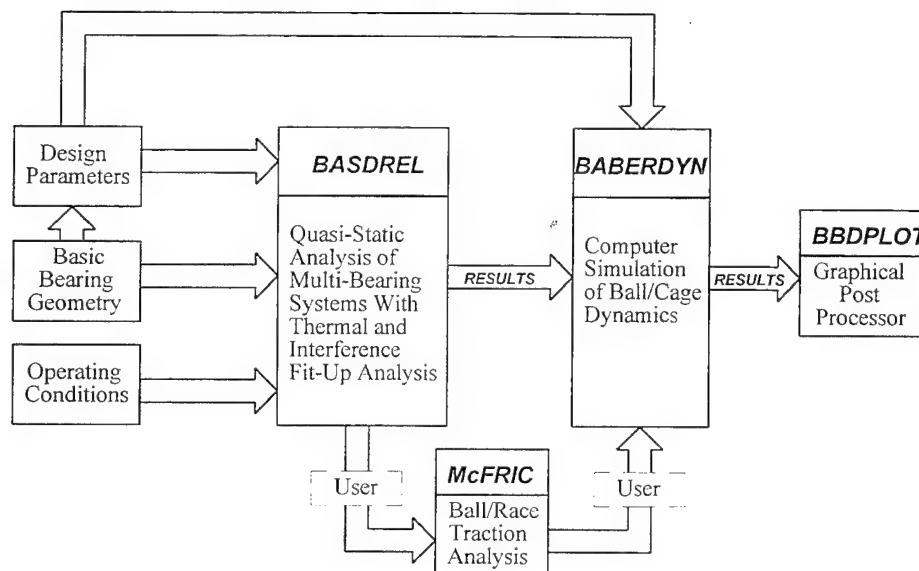 Design
Parameters
Basic
Bearing
Geometry
Operating
Conditions
BASDREL
Quasi-Static
Analysis of
Multi-Bearing
Systems With
Thermal and
Interference
Fit-Up Analysis
RESULTS
BABERDYN
Computer
Simulation
of Ball/Cage
Dynamics
RESULTS
BBDPLOT
Graphical
Post
Processor
User
McFRIC
Ball/Race
Traction
Analysis
User